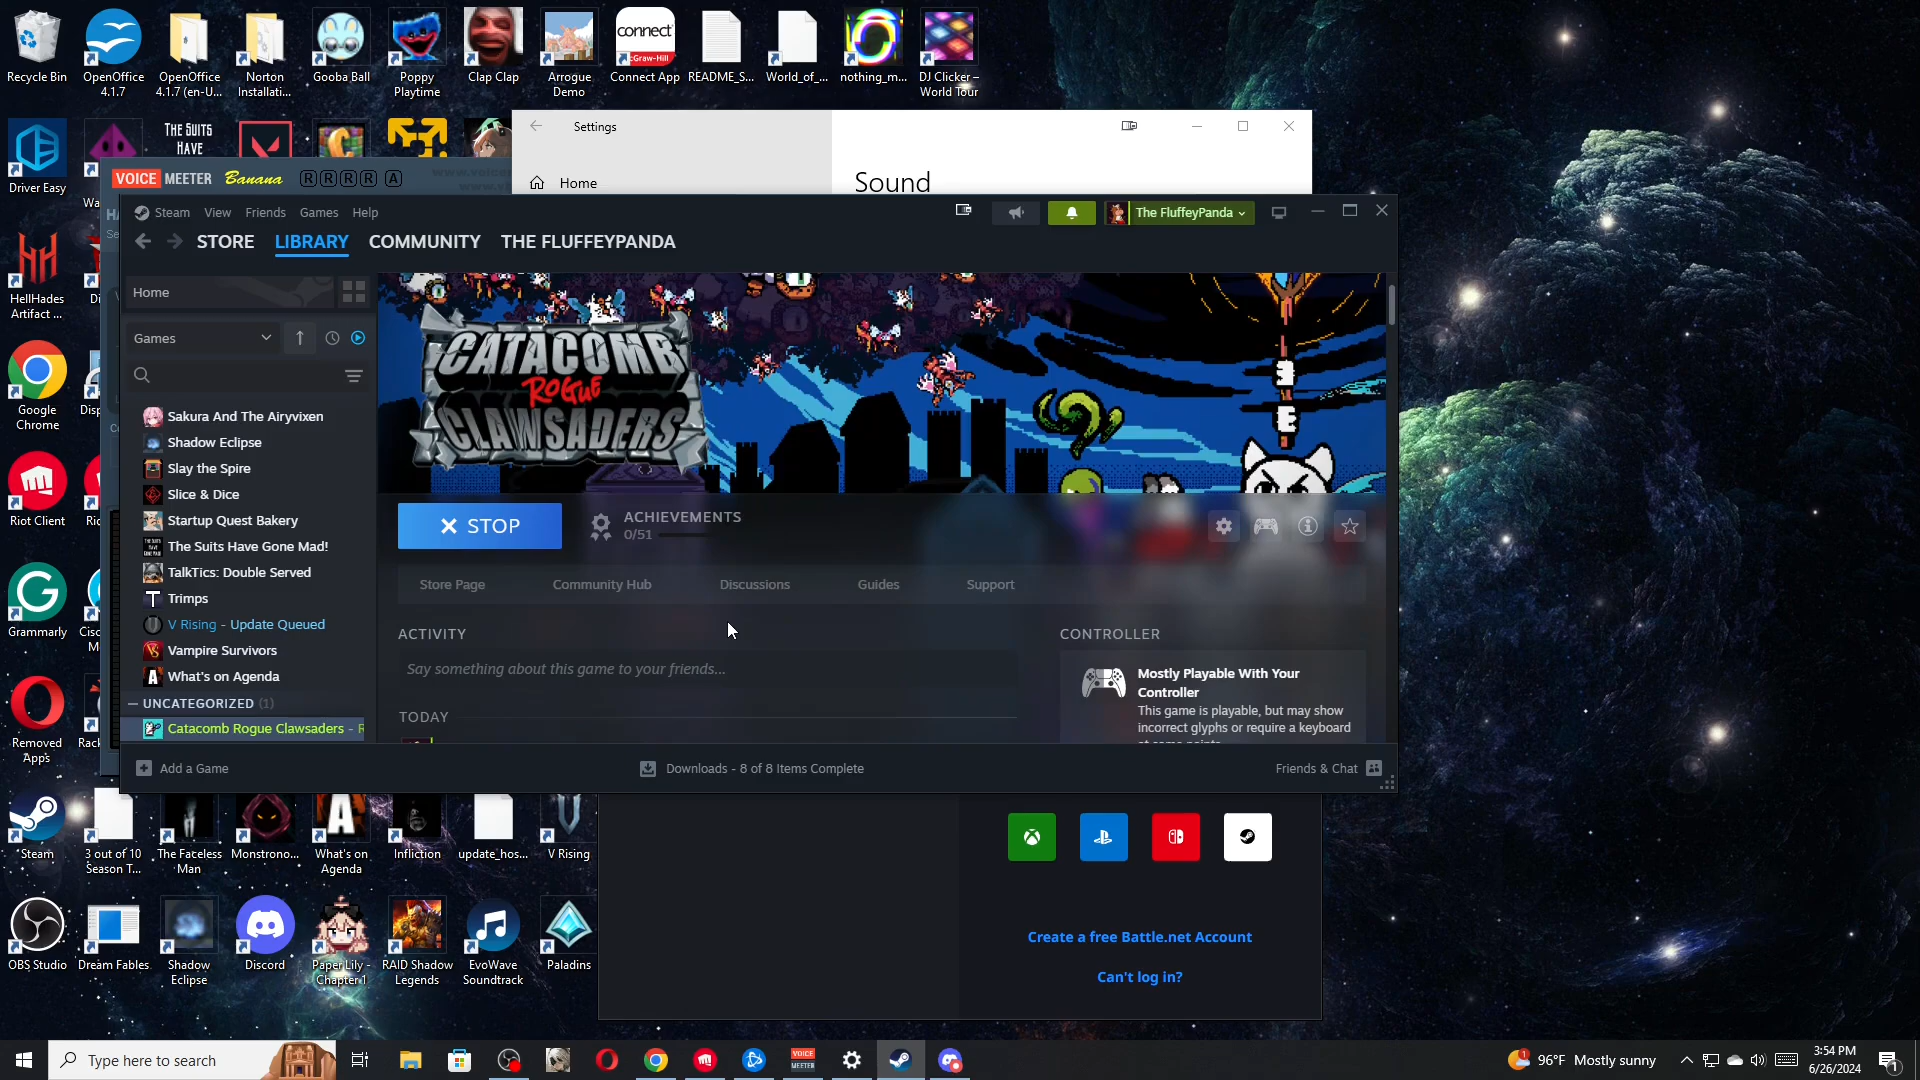 Recycle Bin
OpenOffice 4.1.7
OpenOffice 4.1.7 (en-U...
Norton Installati...
Gooba Ball
Poppy Playtime
Clap Clap
Arrogue Demo
connect
Graw-Hill
Connect App
README_S...
World_of_...
nothing_m...
DJ Clicker – World Tour
Settings
Driver Easy
THE SUITS HAVE
VOICE MEETER Banana R R R R A
Home
Sound
Steam View Friends Games Help
The FluffeyPanda
STORE LIBRARY COMMUNITY THE FLUFFEYPANDA
HellHades Artifact ...
Home
Games
CATACOMB
ROGUE
CLAWSADERS
Google Chrome
Sakura And The Airyvixen
Shadow Eclipse
Slay the Spire
Slice & Dice
Startup Quest Bakery
The Suits Have Gone Mad!
TalkTics: Double Served
Trimps
V Rising - Update Queued
Vampire Survivors
What's on Agenda
UNCATEGORIZED (1)
Catacomb Rogue Clawsaders - R
Riot Client
STOP
ACHIEVEMENTS
0/51
Store Page
Community Hub
Discussions
Guides
Support
Grammarly
ACTIVITY
Say something about this game to your friends...
TODAY
CONTROLLER
Mostly Playable With Your Controller
This game is playable, but may show
incorrect glyphs or require a keyboard
Removed Apps
Add a Game
Downloads - 8 of 8 Items Complete
Friends & Chat
Steam
3 out of 10 Season T...
The Faceless Man
Monstrono...
What's on Agenda
Infliction
update_hos...
V Rising
OBS Studio
Dream Fables
Shadow Eclipse
Discord
Paper Lily - Chapter 1
RAID Shadow Legends
EvoWave Soundtrack
Paladins
Create a free Battle.net Account
Can't log in?
Type here to search
VOICE MEETER
96°F Mostly sunny
3:54 PM
6/26/2024
1